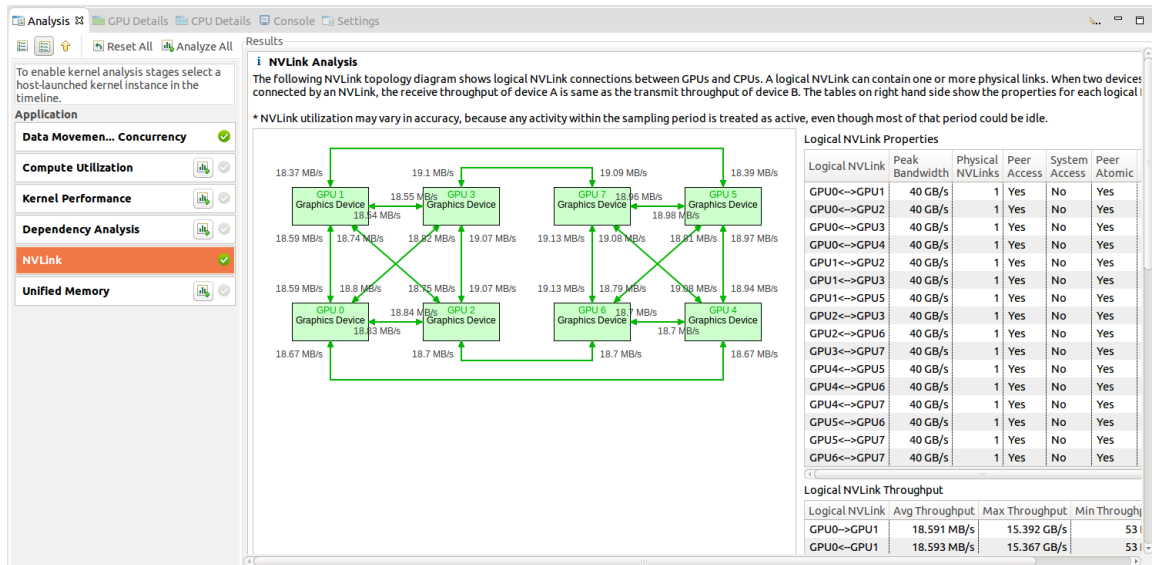 Analysis GPU Details CPU Details Console Settings
Reset All Analyze All
To enable kernel analysis stages select a
host-launched kernel instance in the
timeline.
Application
Data Movemen... Concurrency
Compute Utilization
Kernel Performance
Dependency Analysis
NVLink
Unified Memory
Results
i NVLink Analysis
The following NVLink topology diagram shows logical NVLink connections between GPUs and CPUs. A logical NVLink can contain one or more physical links. When two devices
connected by an NVLink, the receive throughput of device A is same as the transmit throughput of device B. The tables on right hand side show the properties for each logical
* NVLink utilization may vary in accuracy, because any activity within the sampling period is treated as active, even though most of that period could be idle.
18.37 MB/s 19.1 MB/s 19.09 MB/s 18.39 MB/s
GPU 1 GPU 3 GPU 7 GPU 5
Graphics Device 18.55 MB/s Graphics Device Graphics Device 18.96 MB/s Graphics Device
18.54 MB/s 18.98 MB/s
18.59 MB/s 18.74 MB/s 18.82 MB/s 19.07 MB/s 19.13 MB/s 19.08 MB/s 18.81 MB/s 18.97 MB/s
18.59 MB/s 18.8 MB/s 18.75 MB/s 19.07 MB/s 19.13 MB/s 18.79 MB/s 19.08 MB/s 18.94 MB/s
GPU 0 GPU 2 GPU 6 GPU 4
Graphics Device 18.84 MB/s Graphics Device Graphics Device 18.7 MB/s Graphics Device
18.83 MB/s 18.7 MB/s
18.67 MB/s 18.7 MB/s 18.7 MB/s 18.67 MB/s
Logical NVLink Properties
Logical NVLink Peak Bandwidth Physical NVLinks Peer Access System Access Peer Atomic
GPU0<->GPU1 40 GB/s 1 Yes No Yes
GPU0<->GPU2 40 GB/s 1 Yes No Yes
GPU0<->GPU3 40 GB/s 1 Yes No Yes
GPU0<->GPU4 40 GB/s 1 Yes No Yes
GPU1<->GPU2 40 GB/s 1 Yes No Yes
GPU1<->GPU3 40 GB/s 1 Yes No Yes
GPU1<->GPU5 40 GB/s 1 Yes No Yes
GPU2<->GPU3 40 GB/s 1 Yes No Yes
GPU2<->GPU6 40 GB/s 1 Yes No Yes
GPU3<->GPU7 40 GB/s 1 Yes No Yes
GPU4<->GPU5 40 GB/s 1 Yes No Yes
GPU4<->GPU6 40 GB/s 1 Yes No Yes
GPU4<->GPU7 40 GB/s 1 Yes No Yes
GPU5<->GPU6 40 GB/s 1 Yes No Yes
GPU5<->GPU7 40 GB/s 1 Yes No Yes
GPU6<->GPU7 40 GB/s 1 Yes No Yes
Logical NVLink Throughput
Logical NVLink Avg Throughput Max Throughput Min Through
GPU0->GPU1 18.591 MB/s 15.392 GB/s 53
GPU0<-GPU1 18.593 MB/s 15.367 GB/s 53